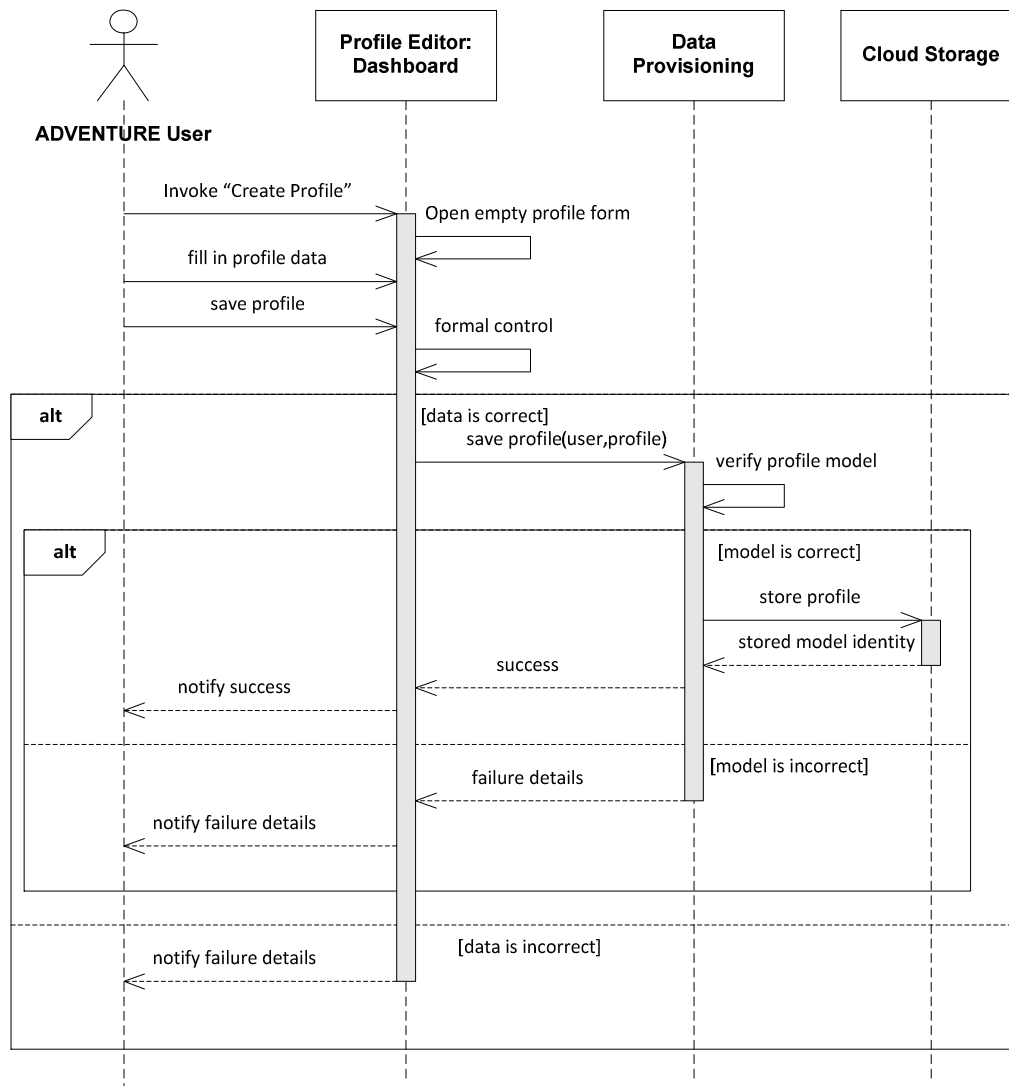 Profile Editor:
Dashboard
Data
Provisioning
Cloud Storage
ADVENTURE User
Invoke “Create Profile”
Open empty profile form
fill in profile data
save profile
formal control
alt
[data is correct]
save profile(user,profile)
verify profile model
alt
[model is correct]
store profile
stored model identity
success
notify success
[model is incorrect]
failure details
notify failure details
[data is incorrect]
notify failure details